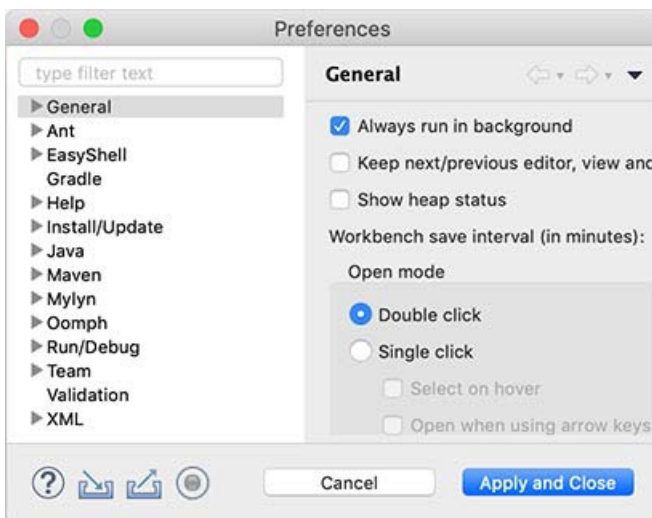 Preferences
type filter text
General
Ant
EasyShell
Gradle
Help
Install/Update
Java
Maven
Mylyn
Oomph
Run/Debug
Team
Validation
XML
General
Always run in background
Keep next/previous editor, view and
Show heap status
Workbench save interval (in minutes):
Open mode
Double click
Single click
Select on hover
Open when using arrow keys
?
Cancel
Apply and Close